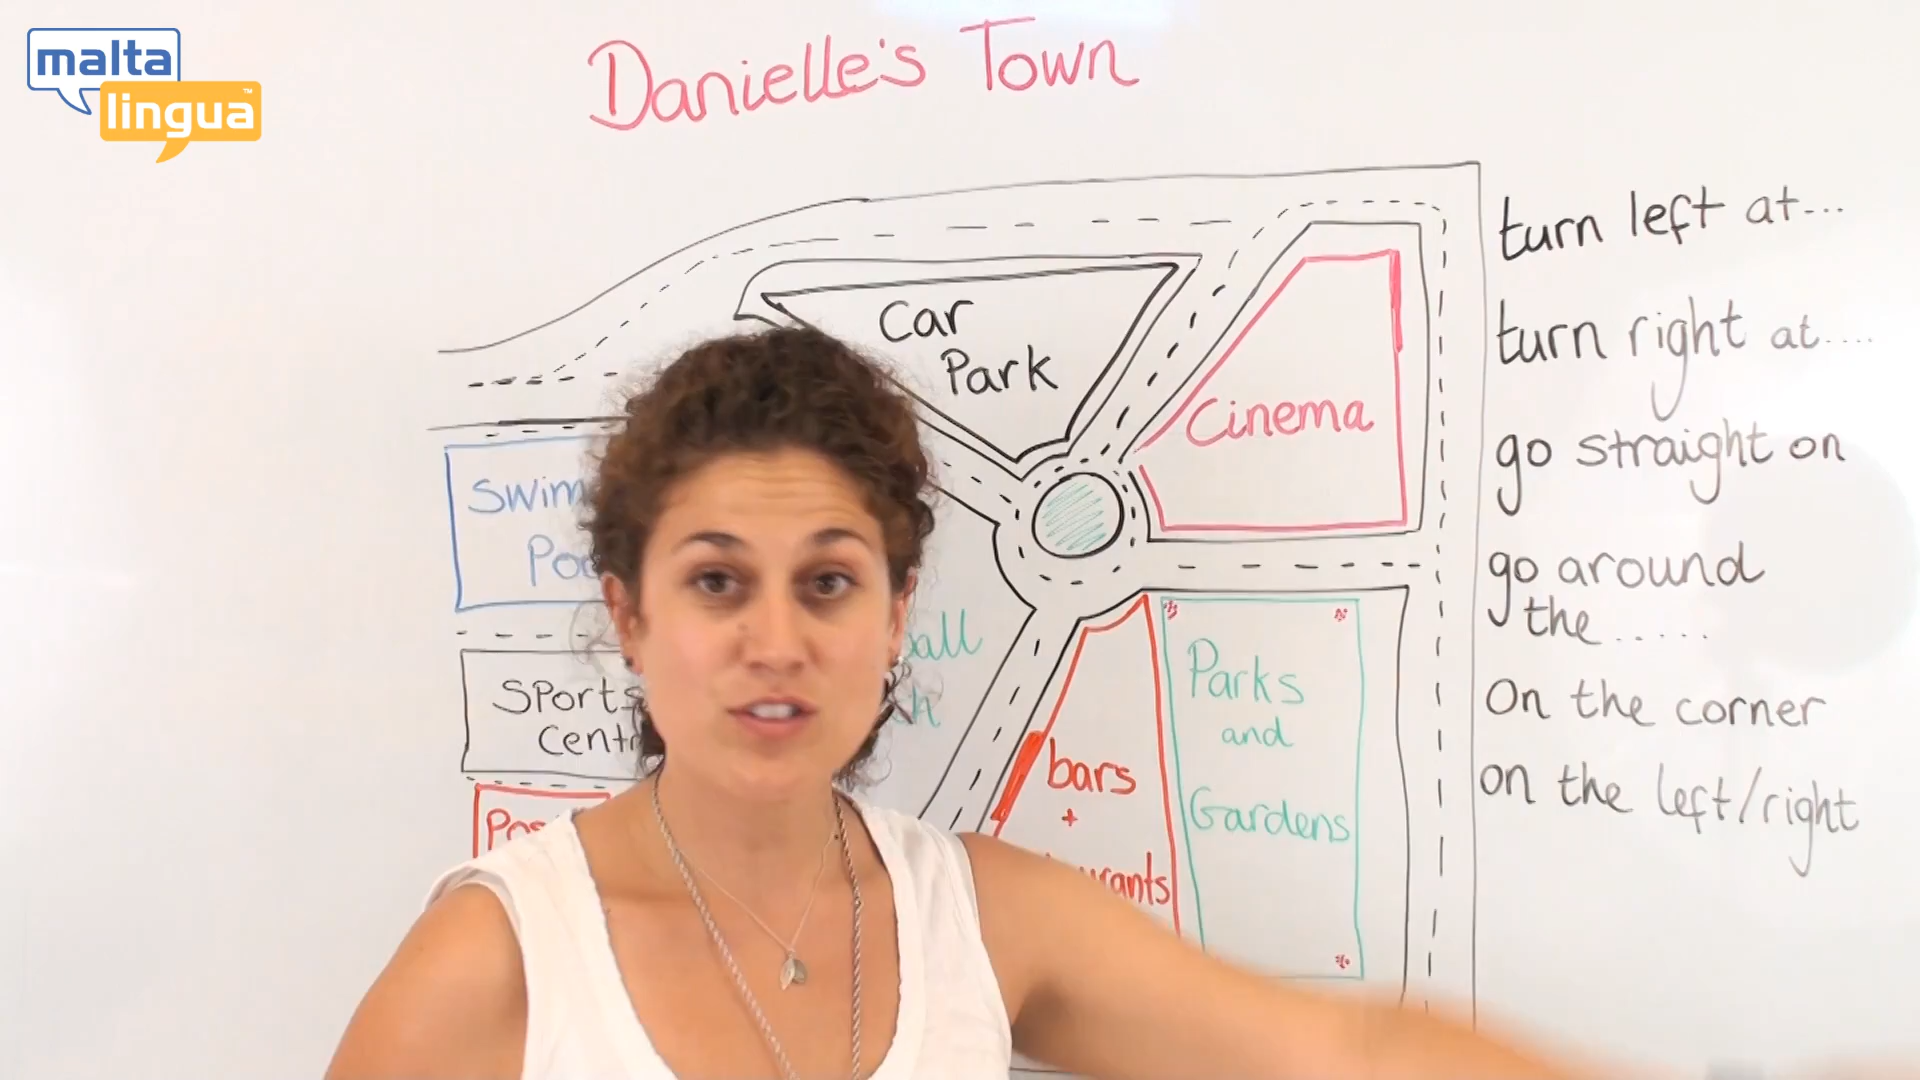 malta
lingua™
Danielle's Town
Car
Park
Cinema
Sports
Parks
and
Gardens
bars
+
turn left at...
turn right at....
go straight on
go around
the.....
On the corner
on the left/right